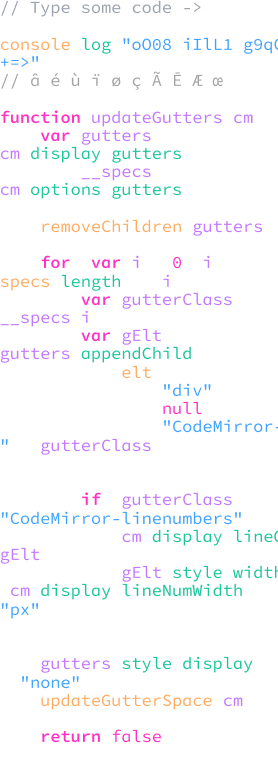 // Type some code ->
console log "oO08 iIlL1 g9qC
+=>"
// â é ù ï ø ç Ã Ē Æ œ
function updateGutters cm
var gutters
cm display gutters
__specs
cm options gutters
removeChildren gutters
for var i 0 i
specs length i
var gutterClass
__specs i
var gElt
gutters appendChild
elt
"div"
null
"CodeMirror-
" gutterClass
if gutterClass
"CodeMirror-linenumbers"
cm display lineG
gElt
gElt style width
cm display lineNumWidth
"px"
gutters style display
"none"
updateGutterSpace cm
return false